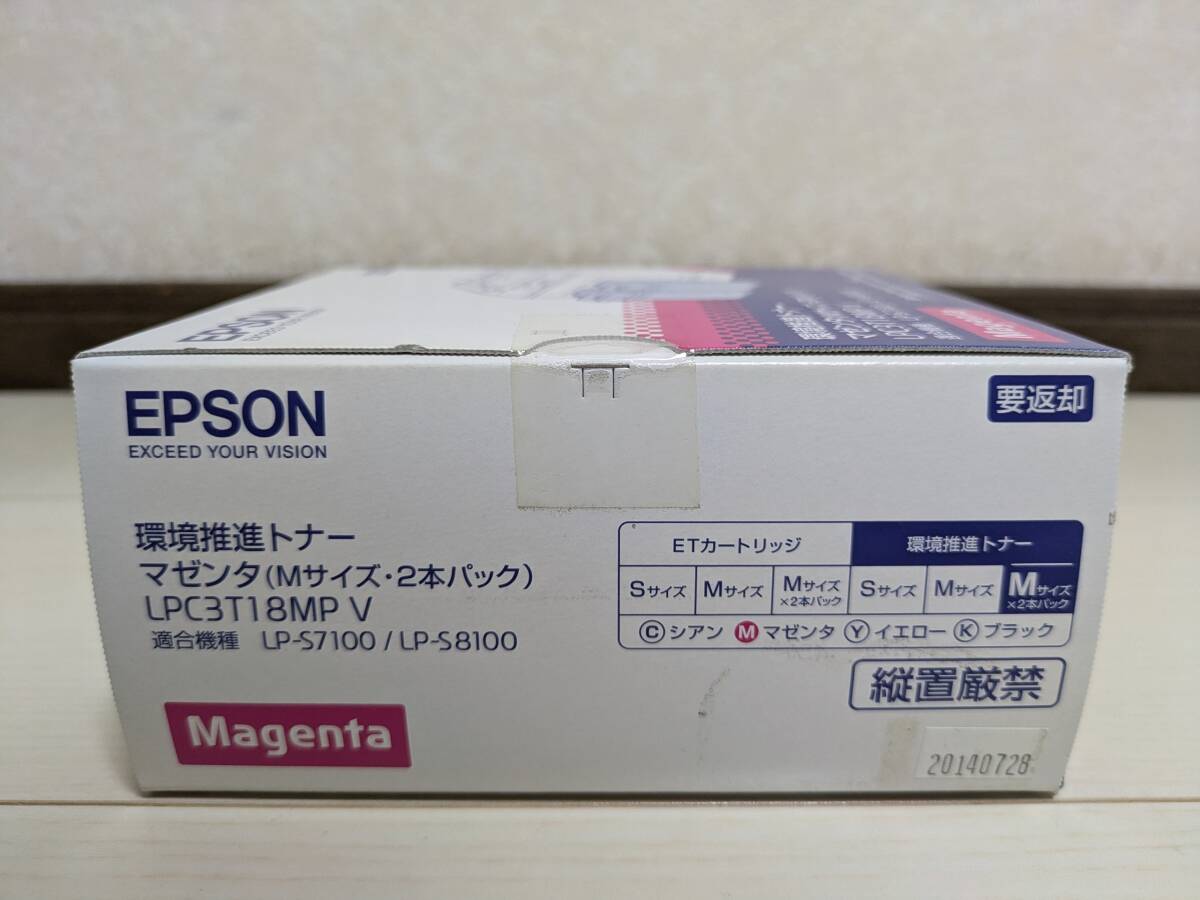 EPSON
EPSON
EXCEED YOUR VISION
要返却
環境推進トナー
マゼンタ(Mサイズ・2本パック)
LPC3T18MP V
適合機種 LP-S7100 / LP-S8100
Magenta
ETカートリッジ 環境推進トナー
Sサイズ Mサイズ Mサイズ×2本パック Sサイズ Mサイズ Mサイズ×2本パック
Ⓒシアン Ⓜマゼンタ Ⓨイエロー Ⓚブラック
縦置厳禁
20140728